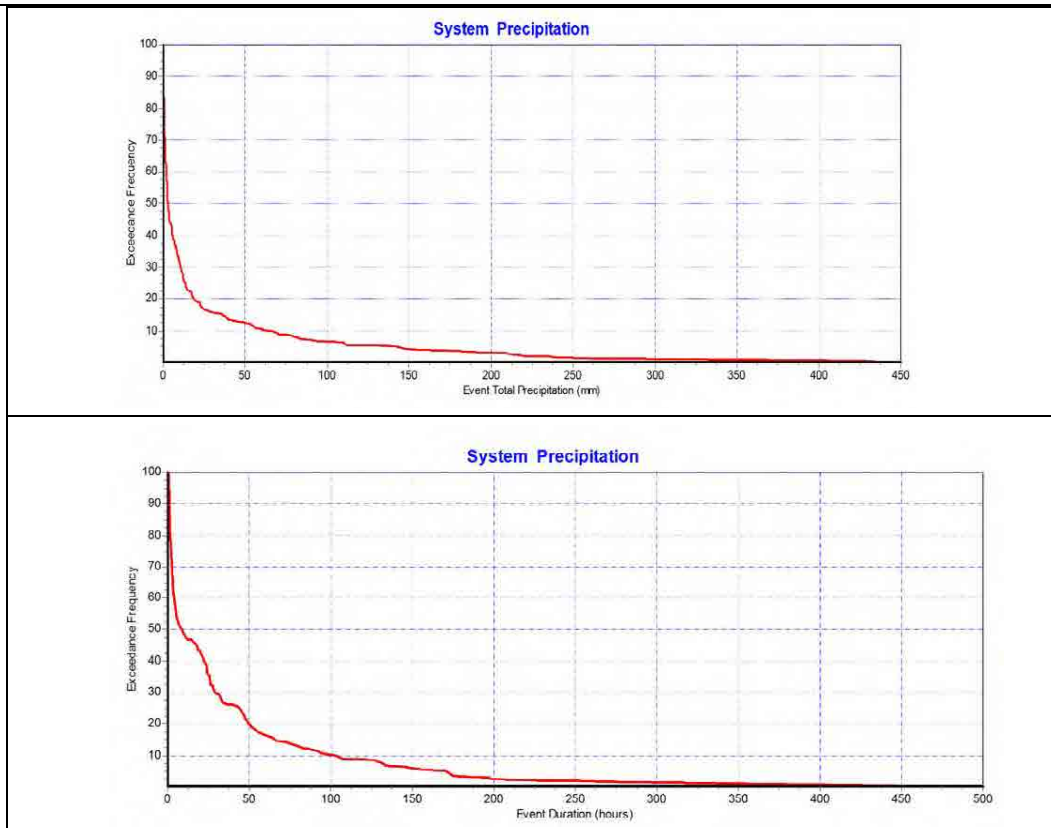 System Precipitation
100
90
80
70
60
50
40
30
20
10
Exceecance Frecuency
0 50 100 150 200 250 300 350 400 450
Event Total Precipitation (mm)
System Precipitation
100
90
80
70
60
50
40
30
20
10
Exceedance Frequency
0 50 100 150 200 250 300 350 400 450 500
Event Duration (hours)